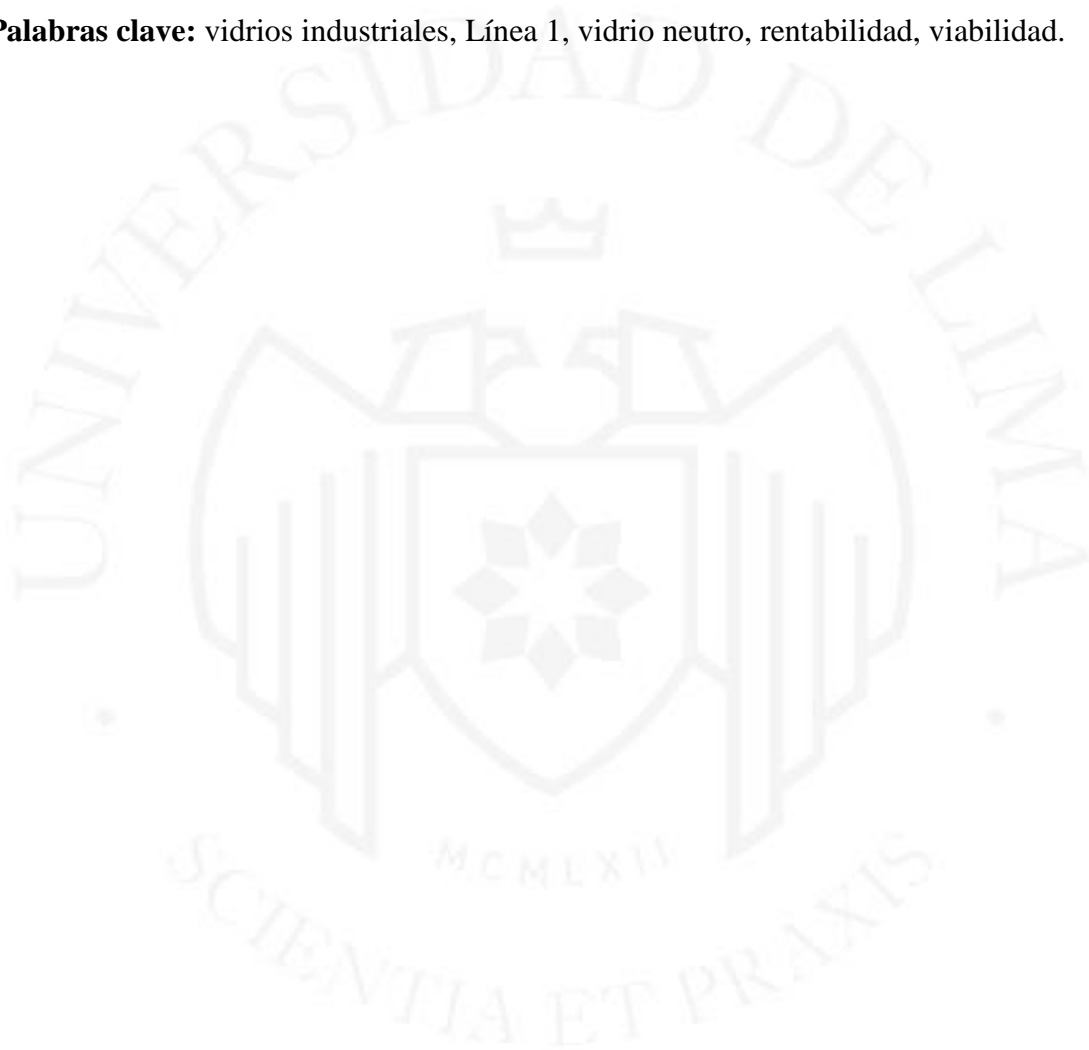 Palabras clave: vidrios industriales, Línea 1, vidrio neutro, rentabilidad, viabilidad.
UNIVERSIDAD DE LIMA
MCMLXII
SCIENTIA ET PRAXIS